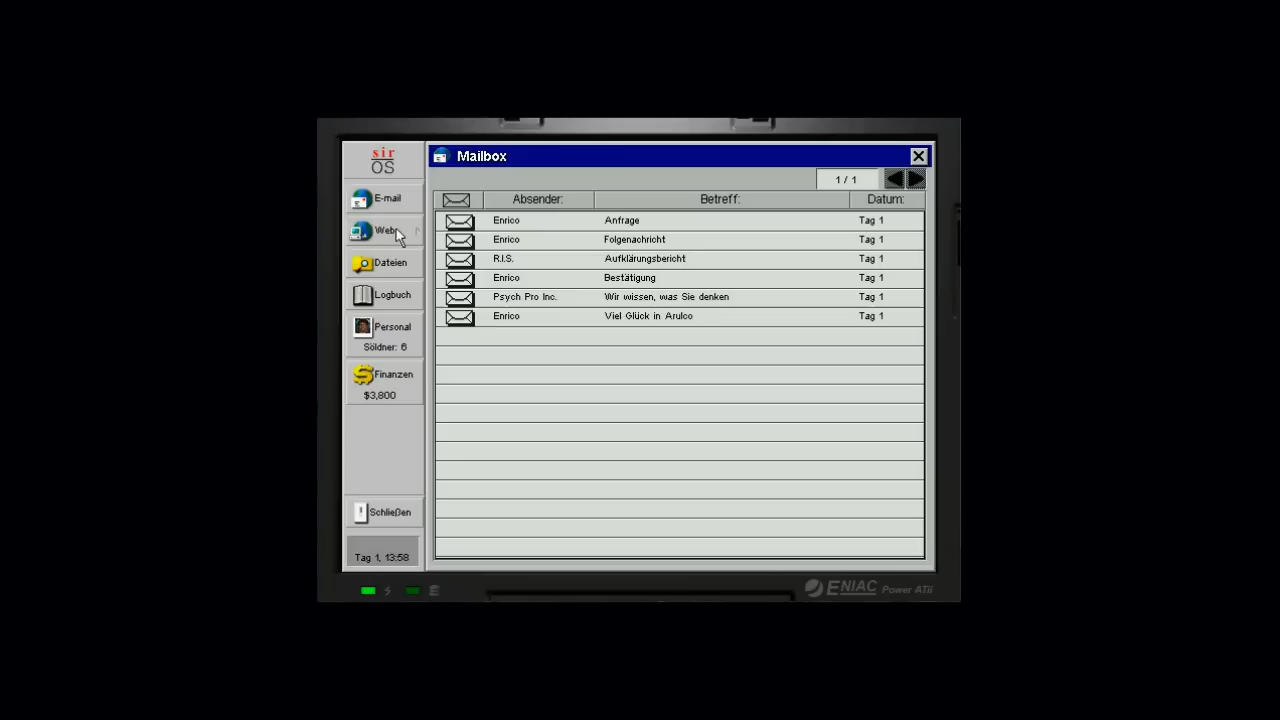 sir
OS
E-mail
Web
Dateien
Logbuch
Personal
Söldner: 6
Finanzen
$3,800
Schließen
Tag 1, 13:58
Mailbox
1 / 1
Absender: Betreff: Datum:
Enrico Anfrage Tag 1
Enrico Folgenachricht Tag 1
R.I.S. Aufklärungsbericht Tag 1
Enrico Bestätigung Tag 1
Psych Pro Inc. Wir wissen, was Sie denken Tag 1
Enrico Viel Glück in Arulco Tag 1
ENIAC Power ATii